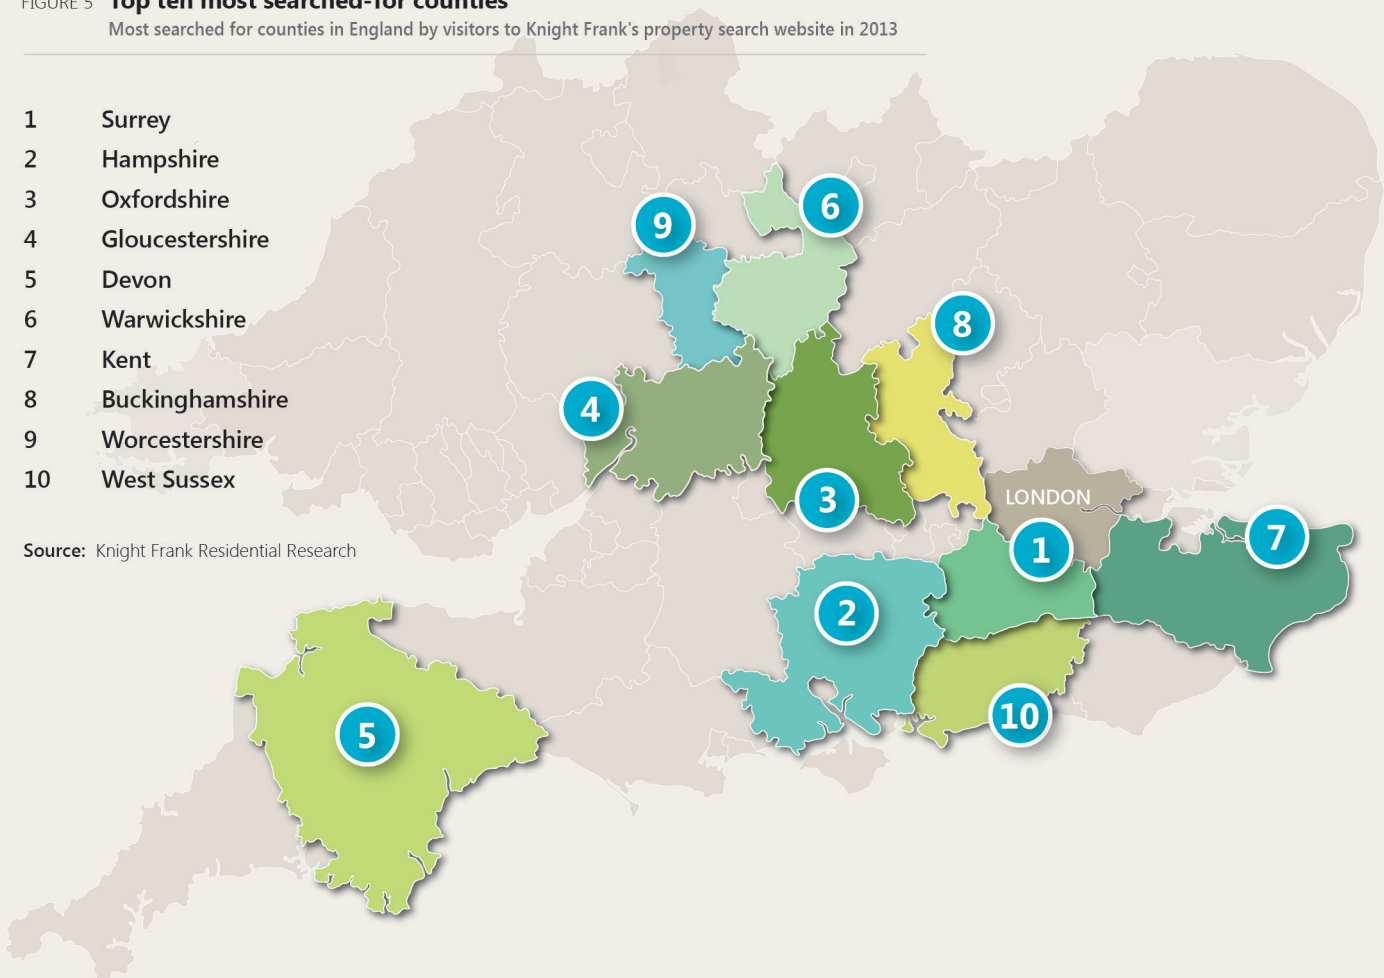 FIGURE 5 Top ten most searched-for counties
Most searched for counties in England by visitors to Knight Frank's property search website in 2013
1 Surrey
2 Hampshire
3 Oxfordshire
4 Gloucestershire
5 Devon
6 Warwickshire
7 Kent
8 Buckinghamshire
9 Worcestershire
10 West Sussex
Source: Knight Frank Residential Research
6
9
8
4
LONDON
3
7
1
2
10
5